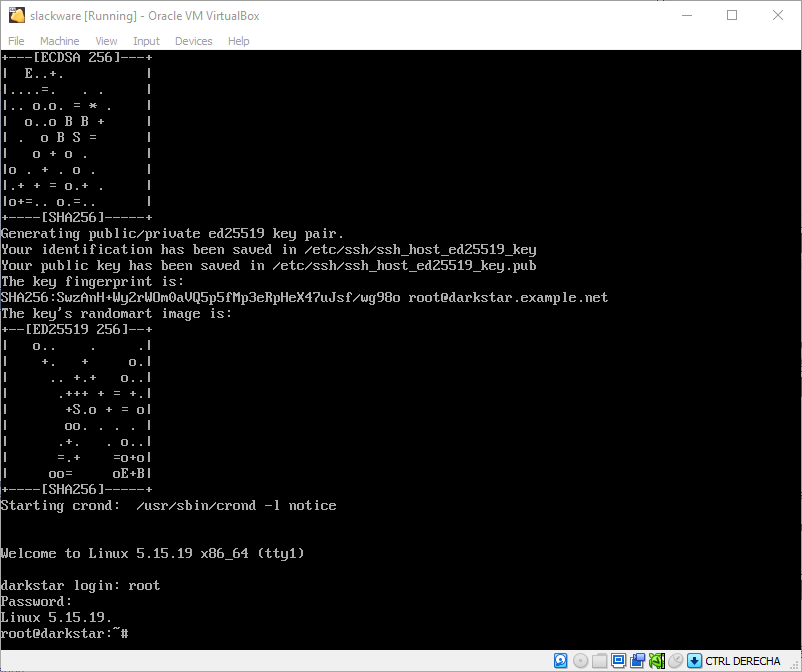 slackware [Running] - Oracle VM VirtualBox
File Machine View Input Devices Help
+---[ECDSA 256]---+
|  E..+.          |
|....=.   . .     |
|.. o.o. = * .    |
|  o..o B B +     |
| .  o B S =      |
|   o + o .       |
|o . + . o .      |
|.+ + = o.+ .     |
|o+=.. o.=..      |
+----[SHA256]-----+
Generating public/private ed25519 key pair.
Your identification has been saved in /etc/ssh/ssh_host_ed25519_key
Your public key has been saved in /etc/ssh/ssh_host_ed25519_key.pub
The key fingerprint is:
SHA256:SwzAnH+Wy2rWOm0aVQ5p5fMp3eRpHeX47uJsf/wg98o root@darkstar.example.net
The key's randomart image is:
+--[ED25519 256]--+
|   o..    .     .|
|    +.   +     o.|
|     .. +.+   o..|
|      .+++ + = +.|
|       +S.o + = o|
|       oo. . . . |
|      .+.   . o..|
|      =.+    =o+o|
|     oo=     oE+B|
+----[SHA256]-----+
Starting crond:  /usr/sbin/crond -l notice
Welcome to Linux 5.15.19 x86_64 (tty1)
darkstar login: root
Password:
Linux 5.15.19.
root@darkstar:~#
CTRL DERECHA